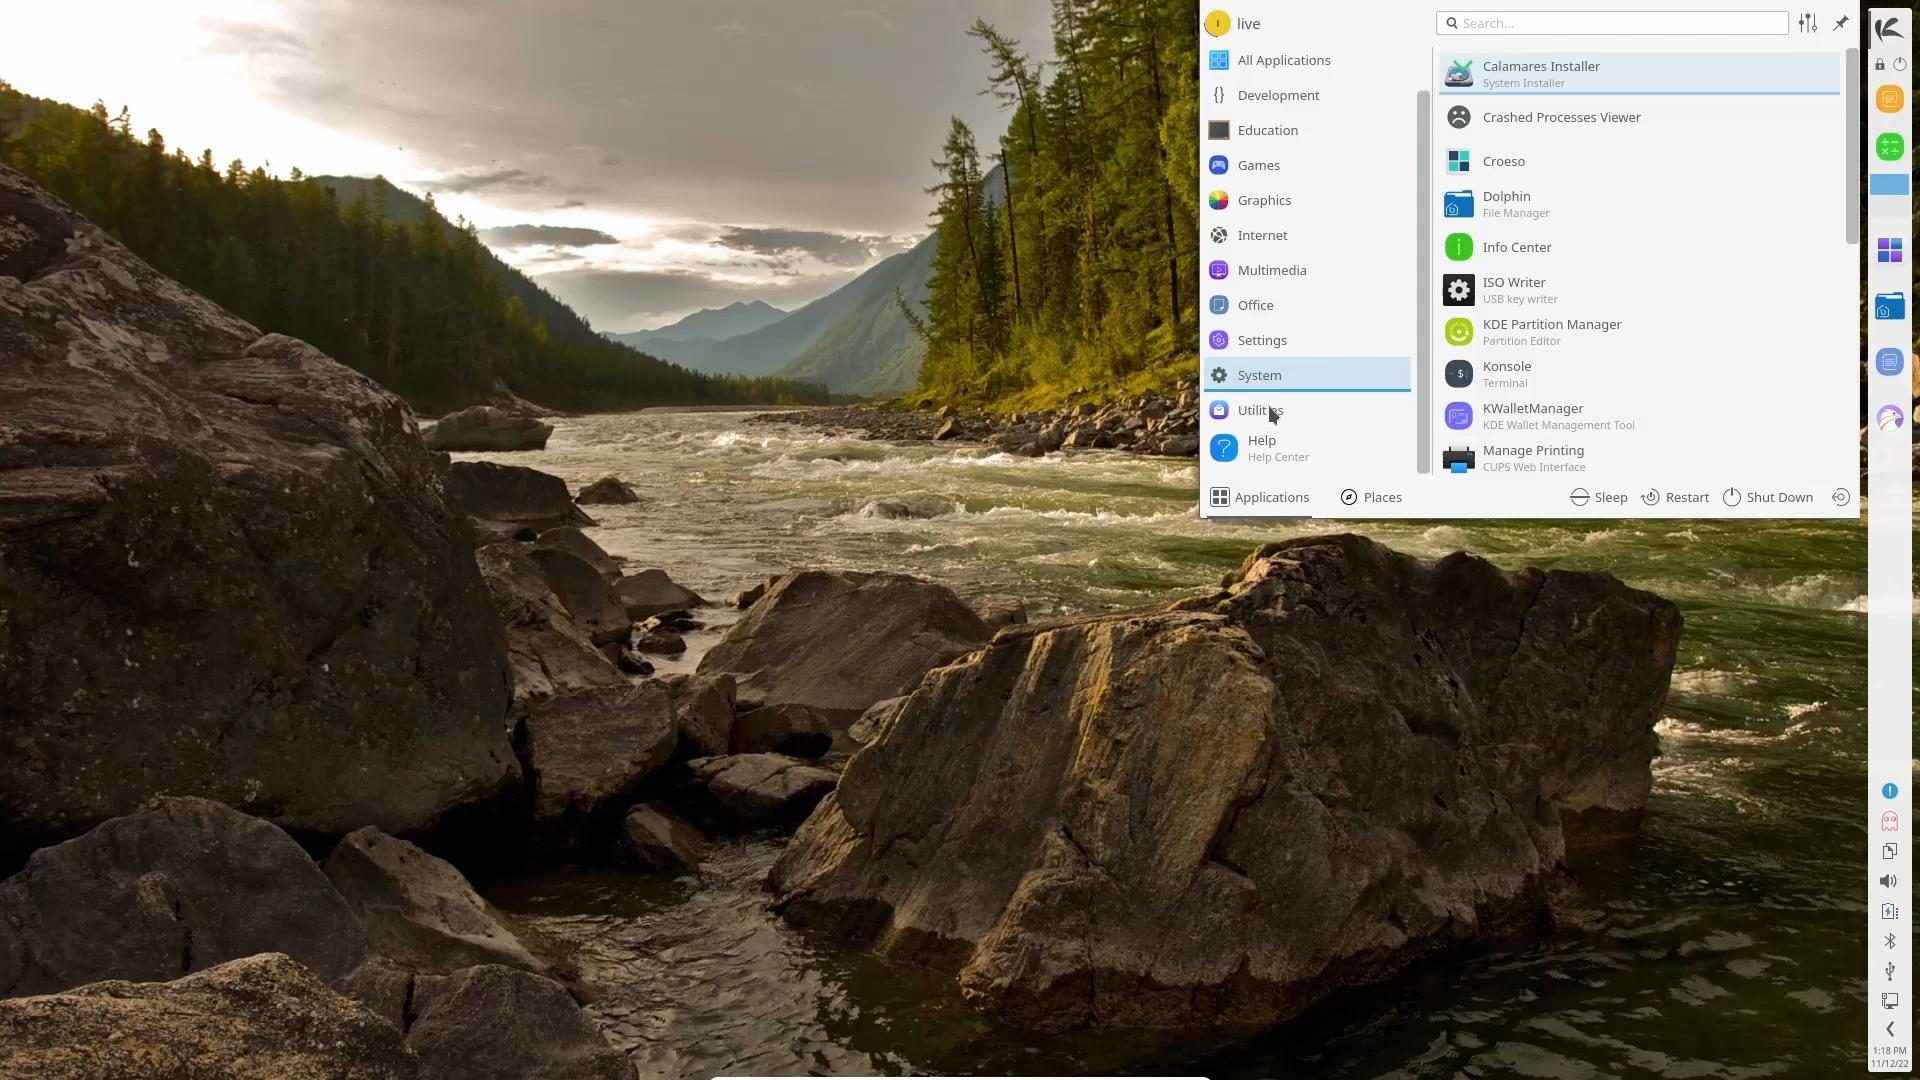 live
Search...
All Applications
Development
Education
Games
Graphics
Internet
Multimedia
Office
Settings
System
Utilities
Help
Help Center
Calamares Installer
System Installer
Crashed Processes Viewer
Croeso
Dolphin
File Manager
Info Center
ISO Writer
USB key writer
KDE Partition Manager
Partition Editor
Konsole
Terminal
KWalletManager
KDE Wallet Management Tool
Manage Printing
CUPS Web Interface
Applications
Places
Sleep
Restart
Shut Down
1:18 PM
11/12/22